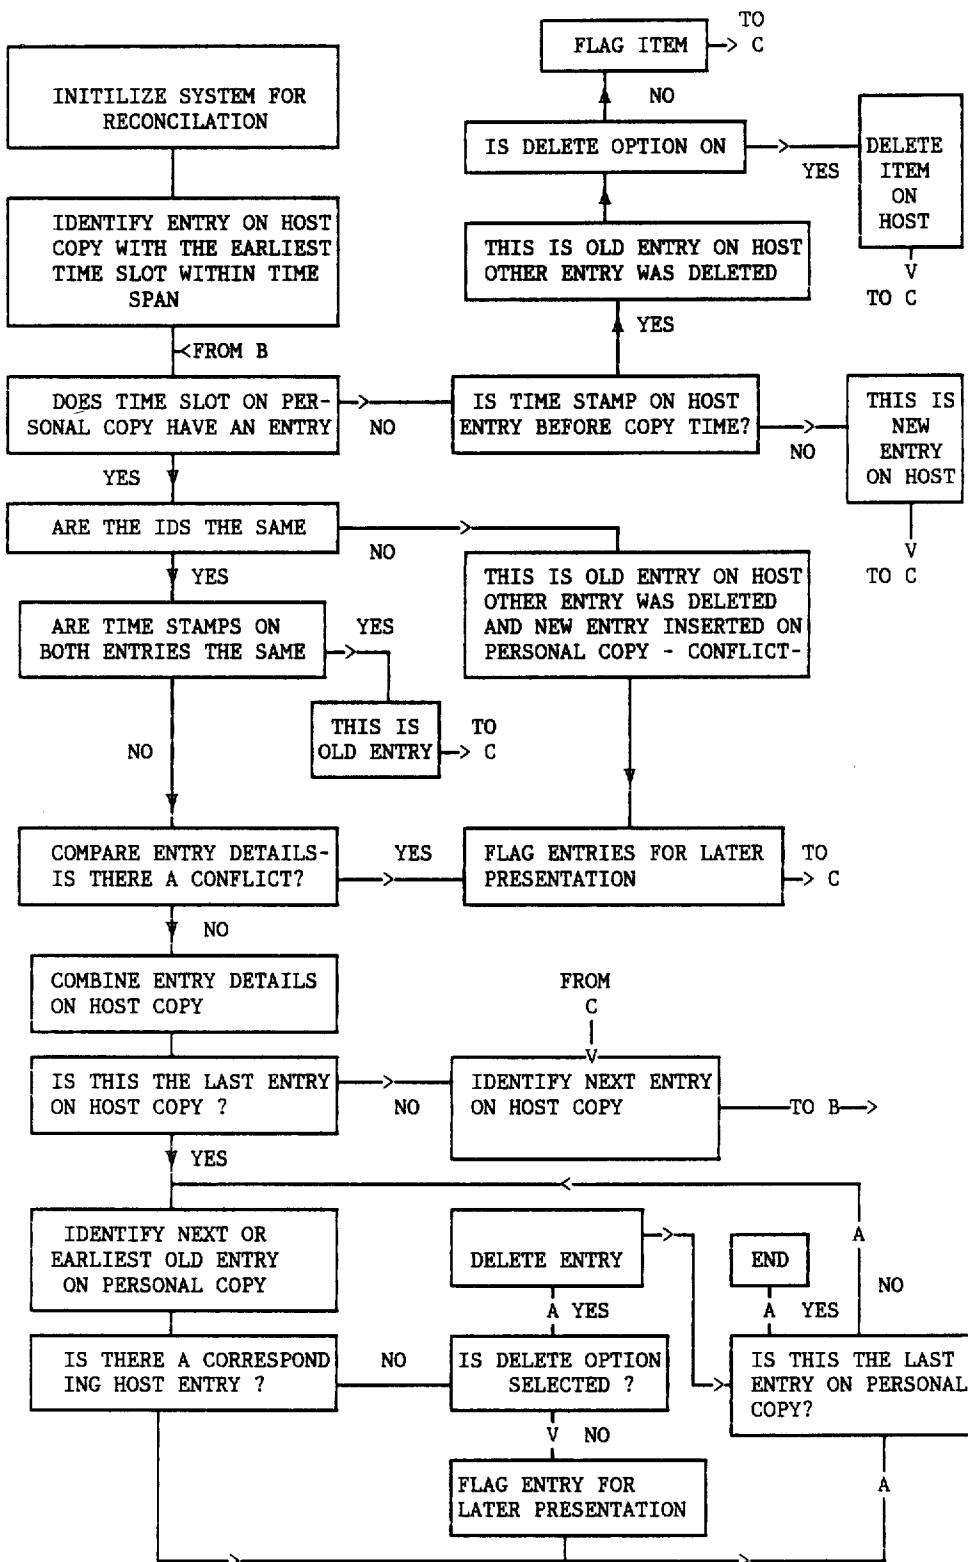 TO
FLAG ITEM
C
NO
INITILIZE SYSTEM FOR
RECONCILATION
IS DELETE OPTION ON
YES
DELETE
ITEM
ON
HOST
TO C
IDENTIFY ENTRY ON HOST
COPY WITH THE EARLIEST
TIME SLOT WITHIN TIME
SPAN
THIS IS OLD ENTRY ON HOST
OTHER ENTRY WAS DELETED
YES
FROM B
DOES TIME SLOT ON PER-
SONAL COPY HAVE AN ENTRY
NO
IS TIME STAMP ON HOST
ENTRY BEFORE COPY TIME?
NO
THIS IS
NEW
ENTRY
ON HOST
TO C
YES
ARE THE IDS THE SAME
NO
YES
THIS IS OLD ENTRY ON HOST
OTHER ENTRY WAS DELETED
AND NEW ENTRY INSERTED ON
PERSONAL COPY - CONFLICT-
ARE TIME STAMPS ON
BOTH ENTRIES THE SAME
YES
THIS IS
OLD ENTRY
TO
C
NO
COMPARE ENTRY DETAILS-
IS THERE A CONFLICT?
YES
FLAG ENTRIES FOR LATER
PRESENTATION
TO
C
NO
COMBINE ENTRY DETAILS
ON HOST COPY
FROM
C
IS THIS THE LAST ENTRY
ON HOST COPY ?
NO
IDENTIFY NEXT ENTRY
ON HOST COPY
TO B
YES
IDENTIFY NEXT OR
EARLIEST OLD ENTRY
ON PERSONAL COPY
DELETE ENTRY
END
NO
YES
YES
IS THERE A CORRESPOND
ING HOST ENTRY ?
NO
IS DELETE OPTION
SELECTED ?
IS THIS THE LAST
ENTRY ON PERSONAL
COPY?
NO
FLAG ENTRY FOR
LATER PRESENTATION